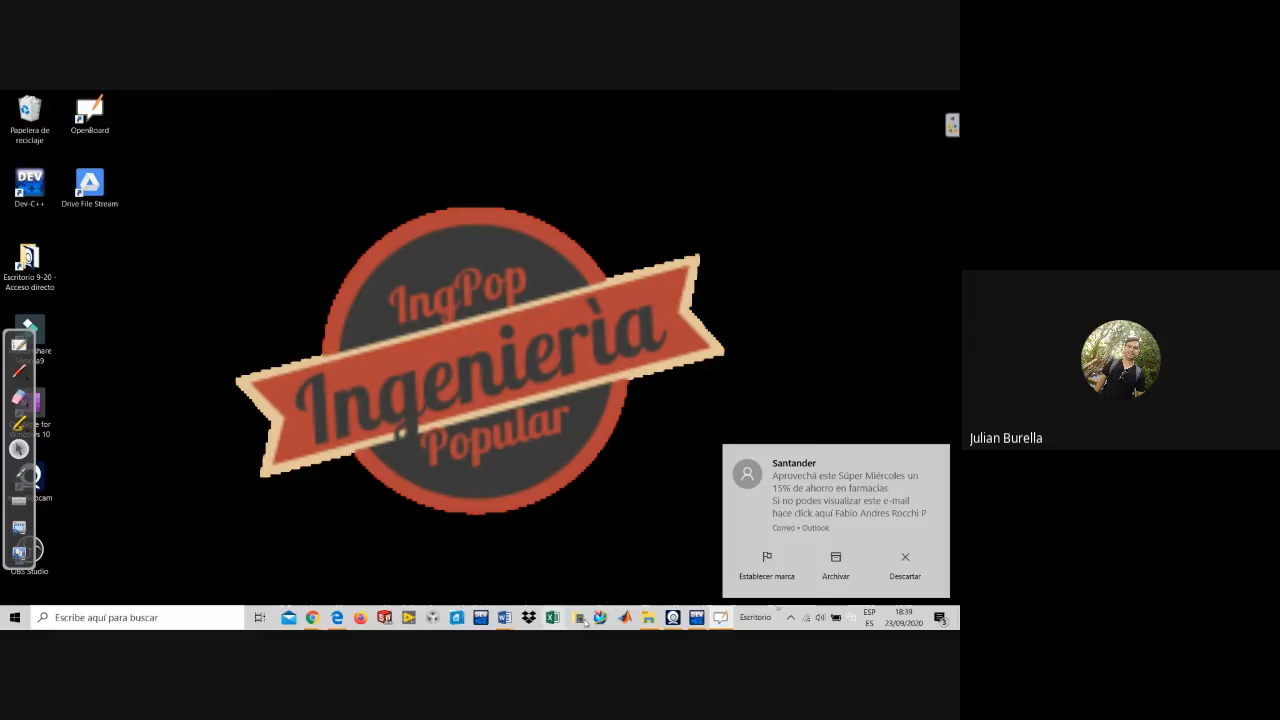 Papelera de
reciclaje
OpenBoard
DEV
Dev-C++
Drive File Stream
Escritorio 9-20 -
Acceso directo
Windows 10
OBS Studio
IngPop
Ingenierìa
Popular
Santander
Aprovechá este Súper Miércoles un
15% de ahorro en farmacias.
Si no podes visualizar este e-mail
hace click aquí Fabio Andres Rocchi P
Correo • Outlook
Establecer marca
Archivar
Descartar
Escribe aquí para buscar
Escritorio
ESP
ES
18:39
23/09/2020
3
Julian Burella